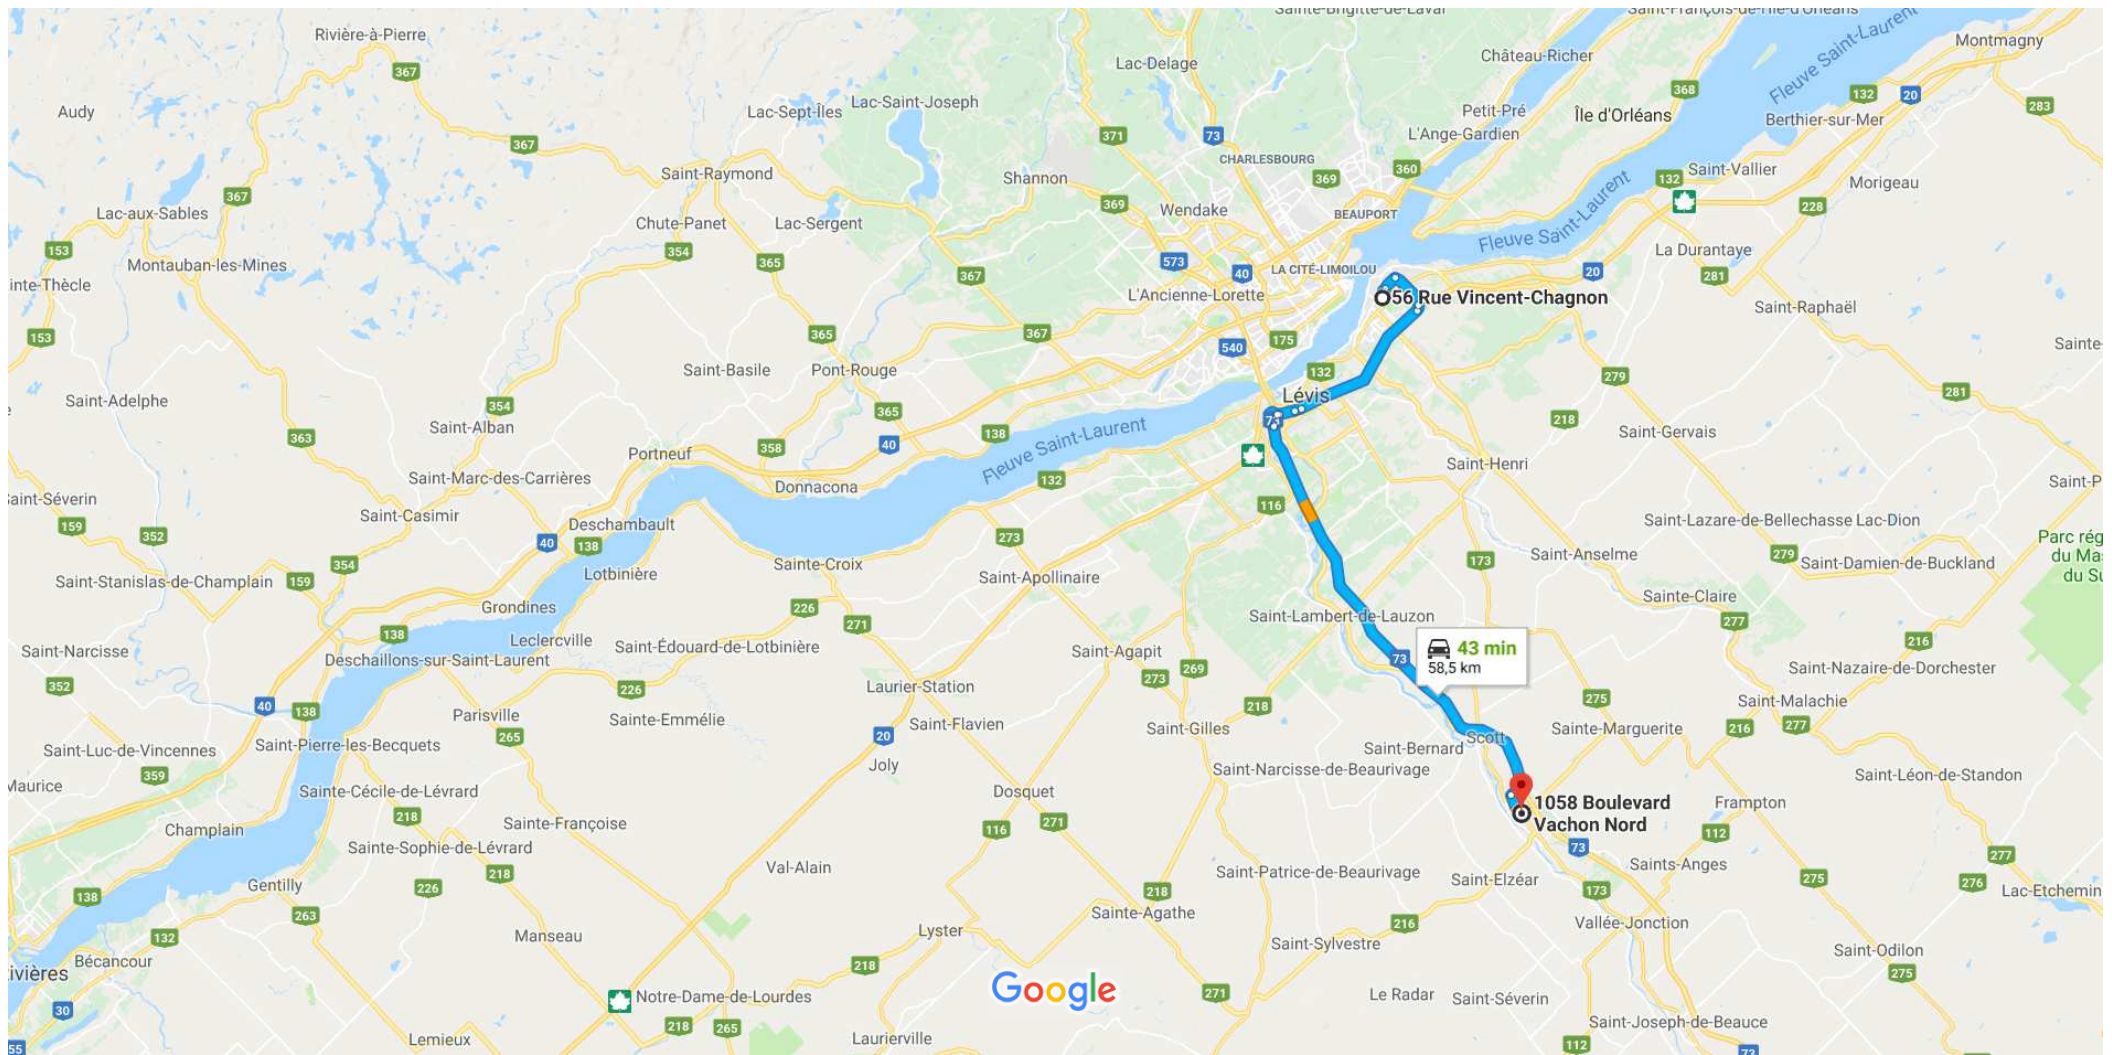 Sainte-Brigitte-de-Laval
Saint-François-de-l'Île-d'Orléans
Rivière-à-Pierre
Montmagny
Château-Richer
Fleuve Saint-Laurent
Lac-Delage
367
368
132
20
Lac-Saint-Joseph
Lac-Sept-Îles
Petit-Pré
Île d'Orléans
283
Audy
Berthier-sur-Mer
371
73
L'Ange-Gardien
367
CHARLESBOURG
360
Saint-Raymond
Shannon
369
132
Saint-Vallier
Morigeau
367
369
Lac-aux-Sables
Wendake
BEAUPORT
228
Chute-Panet
Lac-Sergent
Fleuve Saint-Laurent
153
354
365
573
40
LA CITÉ-LIMOILOU
20
La Durantaye
281
Montauban-les-Mines
367
inte-Thècle
L'Ancienne-Lorette
56 Rue Vincent-Chagnon
Saint-Raphaël
153
365
367
540
175
Sainte-
Saint-Basile
Pont-Rouge
132
279
Saint-Adelphe
354
365
Lévis
281
363
Saint-Alban
138
73
218
Saint-Gervais
358
40
Fleuve Saint-Laurent
Portneuf
Saint-Henri
Saint-Marc-des-Carrières
Donnacona
132
Saint-P
Saint-Séverin
116
Saint-Casimir
Deschambault
Saint-Lazare-de-Bellechasse
Lac-Dion
159
352
40
138
273
Saint-Anselme
279
Saint-Damien-de-Buckland
Parc rég
du Mas
du Su
Sainte-Croix
354
Lotbinière
Saint-Apollinaire
173
Saint-Stanislas-de-Champlain
159
Grondines
226
Sainte-Claire
277
Saint-Lambert-de-Lauzon
138
Leclercville
271
216
Saint-Narcisse
Saint-Édouard-de-Lotbinière
Saint-Agapit
43 min
58,5 km
Deschaillons-sur-Saint-Laurent
73
269
273
Saint-Nazaire-de-Dorchester
352
226
Laurier-Station
275
Saint-Malachie
40
138
Parisville
Sainte-Emmélie
218
Saint-Flavien
Saint-Gilles
Sainte-Marguerite
216
277
265
20
Scott
Saint-Luc-de-Vincennes
Saint-Pierre-les-Becquets
Saint-Bernard
Joly
Saint-Narcisse-de-Beaurivage
359
Saint-Léon-de-Standon
Maurice
Sainte-Cécile-de-Lévrard
Dosquet
1058 Boulevard
Vachon Nord
Frampton
218
Sainte-Françoise
116
271
Champlain
112
Sainte-Sophie-de-Lévrard
73
277
Val-Alain
Saints-Anges
218
Saint-Patrice-de-Beaurivage
Saint-Elzéar
275
276
Gentilly
226
218
173
Lac-Etchemin
138
263
Sainte-Agathe
216
Vallée-Jonction
132
Manseau
Lyster
Saint-Sylvestre
Saint-Odilon
Bécancour
218
275
ivières
Google
271
Le Radar
Saint-Séverin
Notre-Dame-de-Lourdes
30
218
265
Saint-Joseph-de-Beauce
Lemieux
Laurierville
112
73
55